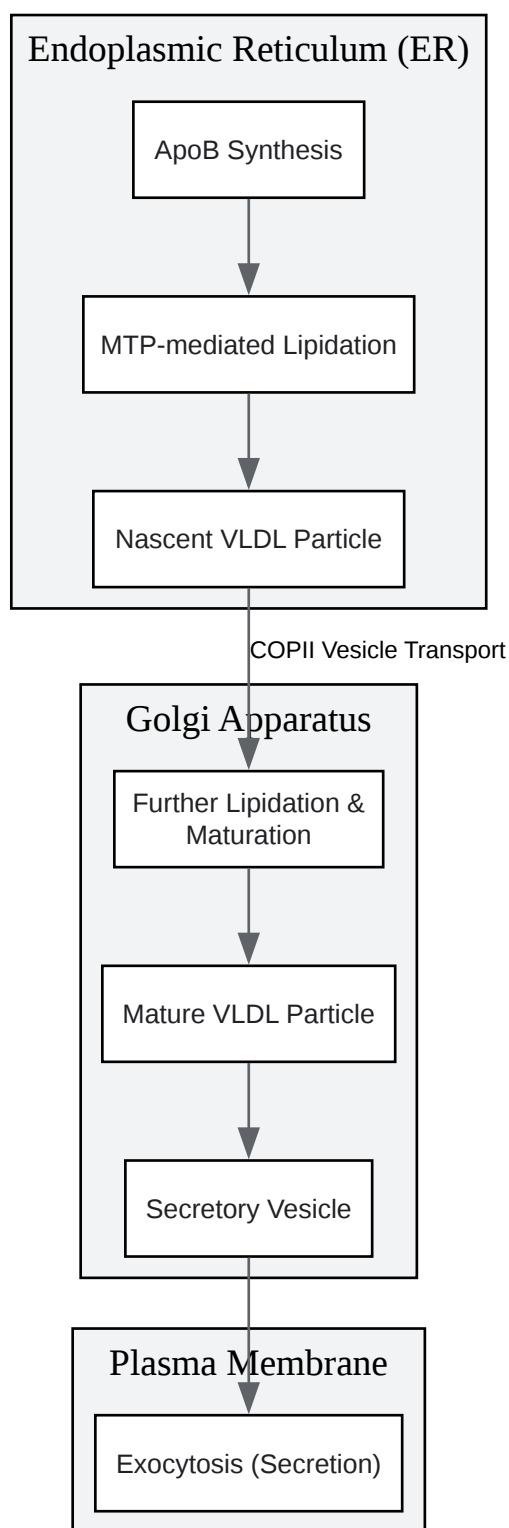 Endoplasmic Reticulum (ER)
ApoB Synthesis
MTP-mediated Lipidation
Nascent VLDL Particle
COPII Vesicle Transport
Golgi Apparatus
Further Lipidation &
Maturation
Mature VLDL Particle
Secretory Vesicle
Plasma Membrane
Exocytosis (Secretion)